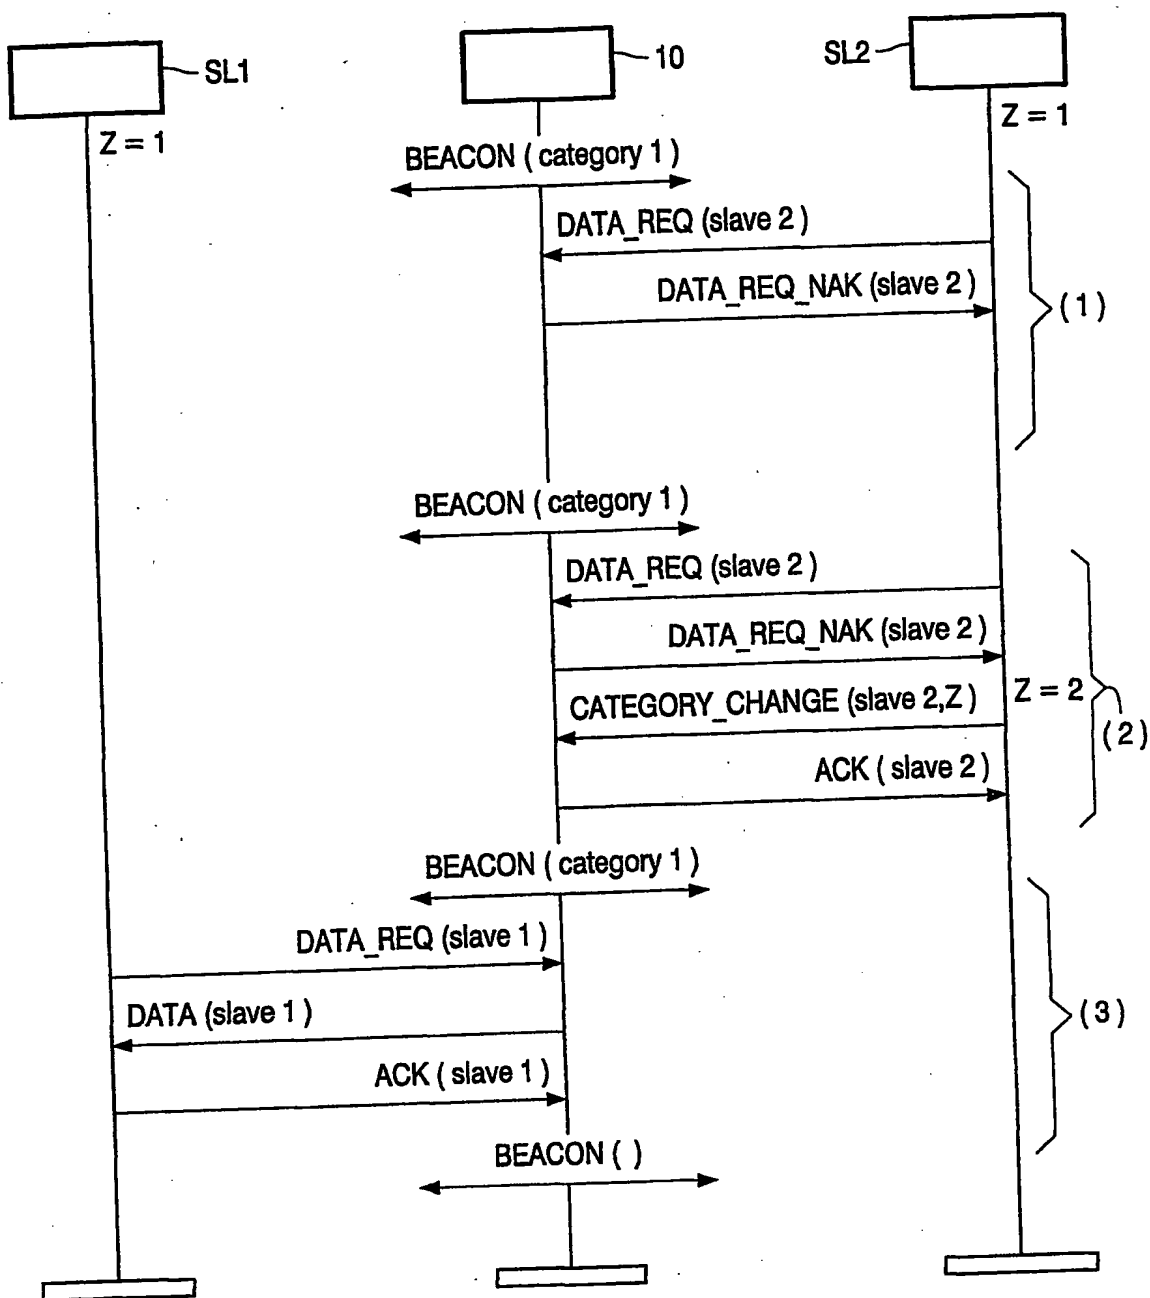 SL1
10
SL2
Z = 1
Z = 1
BEACON ( category 1 )
DATA_REQ (slave 2 )
DATA_REQ_NAK (slave 2 )
( 1 )
BEACON ( category 1 )
DATA_REQ (slave 2 )
DATA_REQ_NAK (slave 2 )
Z = 2
CATEGORY_CHANGE (slave 2,Z )
( 2 )
ACK ( slave 2 )
BEACON ( category 1 )
DATA_REQ (slave 1 )
DATA (slave 1 )
( 3 )
ACK ( slave 1 )
BEACON ( )